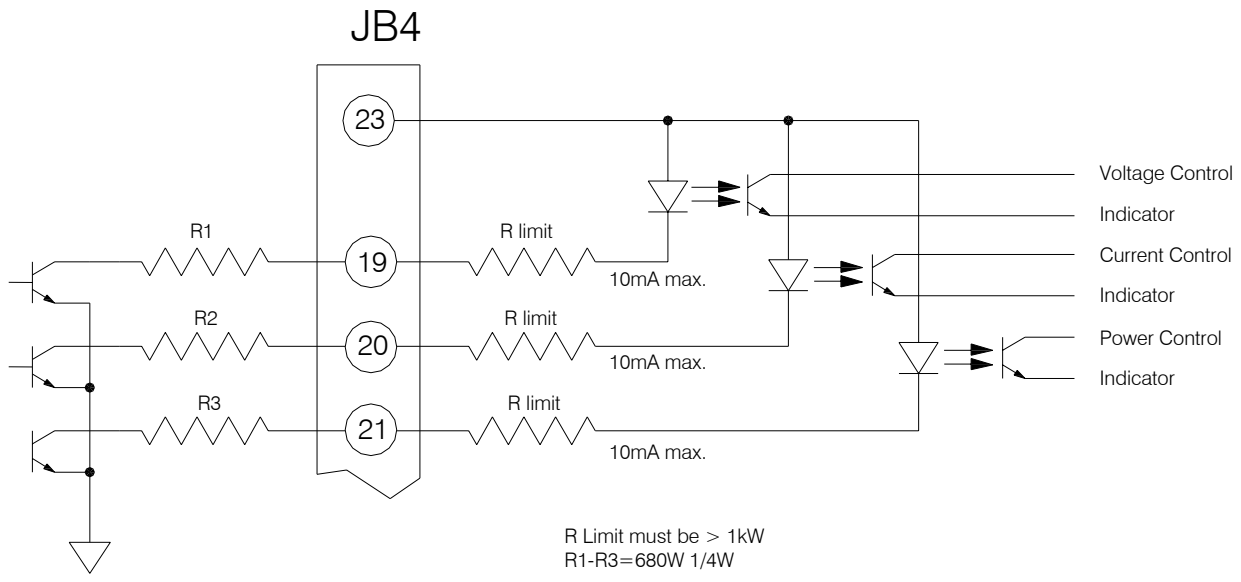 JB4
23
Voltage Control
Indicator
R1
19
R limit
10mA max.
Current Control
Indicator
R2
20
R limit
10mA max.
Power Control
Indicator
R3
21
R limit
10mA max.
R Limit must be > 1kW
R1-R3=680W 1/4W